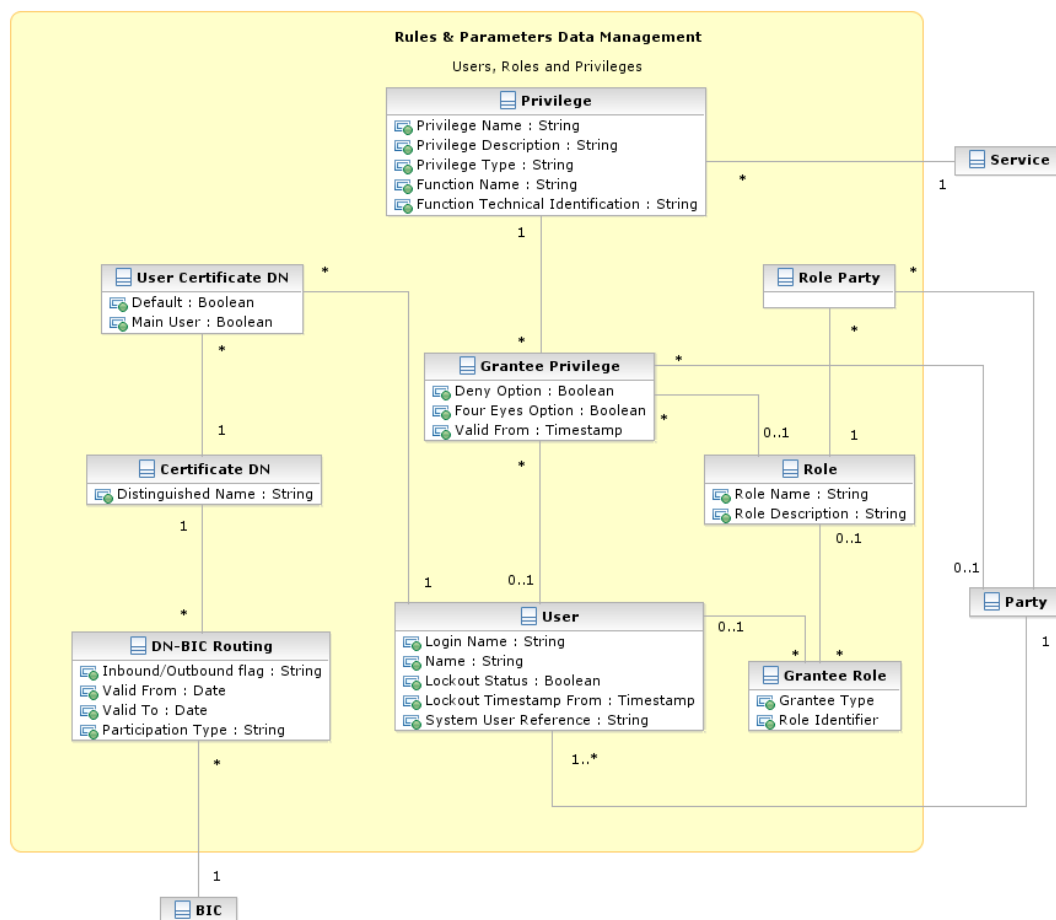 Rules & Parameters Data Management
Users, Roles and Privileges
Privilege
Privilege Name : String
Privilege Description : String
Privilege Type : String
Function Name : String
Function Technical Identification : String
*
1
Service
1
User Certificate DN
Default : Boolean
Main User : Boolean
*
*
Role Party
*
*
*
Grantee Privilege
Deny Option : Boolean
Four Eyes Option : Boolean
Valid From : Timestamp
*
*
0..1
*
1
1
Certificate DN
Distinguished Name : String
1
Role
Role Name : String
Role Description : String
0..1
0..1
1
0..1
Party
1
*
DN-BIC Routing
Inbound/Outbound flag : String
Valid From : Date
Valid To : Date
Participation Type : String
*
User
Login Name : String
Name : String
Lockout Status : Boolean
Lockout Timestamp From : Timestamp
System User Reference : String
0..1
1..*
*
*
Grantee Role
Grantee Type
Role Identifier
1
BIC